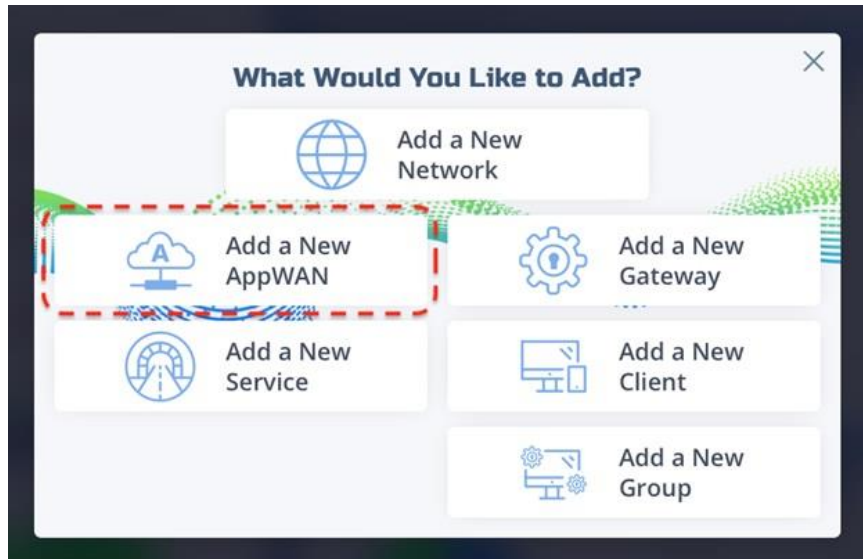 What Would You Like to Add?
Add a New
Network
A
Add a New
AppWAN
Add a New
Gateway
Add a New
Service
Add a New
Client
Add a New
Group